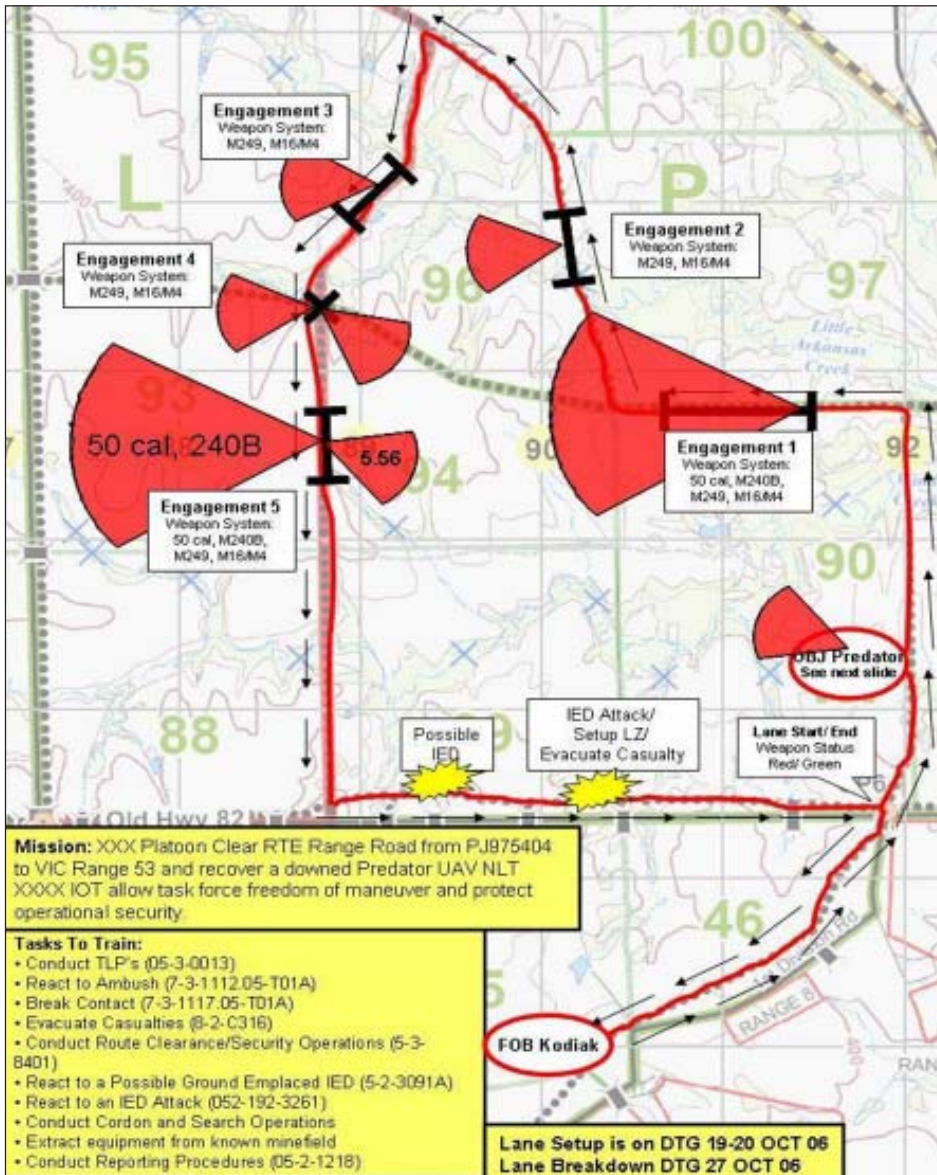 95
100
Engagement 3
Weapon System:
M249, M16/M4
L
P
Engagement 2
Weapon System:
M249, M16/M4
Engagement 4
Weapon System:
M249, M16/M4
96
97
Little
Arkansas
Creek
93
50 cal, 240B
5.56
90
92
94
Engagement 1
Weapon System:
50 cal, M240B,
M249, M16/M4
Engagement 5
Weapon System:
50 cal, M240B,
M249, M16/M4
90
OBJ Predator
See next slide
88
Possible
IED
IED Attack/
Setup LZ/
Evacuate Casualty
Lane Start/ End
Weapon Status
Red/ Green
Old Hwy 82
Mission: XXX Platoon Clear RTE Range Road from PJ975404
to VIC Range 53 and recover a downed Predator UAV NLT
XXXX IOT allow task force freedom of maneuver and protect
operational security.
46
1st Division Rd
RANGE 8
400
RAN
FOB Kodiak
Tasks To Train:
• Conduct TLP's (05-3-0013)
• React to Ambush (7-3-1112.05-T01A)
• Break Contact (7-3-1117.05-T01A)
• Evacuate Casualties (8-2-C316)
• Conduct Route Clearance/Security Operations (5-3-
8401)
• React to a Possible Ground Emplaced IED (5-2-3091A)
• React to an IED Attack (052-192-3261)
• Conduct Cordon and Search Operations
• Extract equipment from known minefield
• Conduct Reporting Procedures (05-2-1218)
Lane Setup is on DTG 19-20 OCT 06
Lane Breakdown DTG 27 OCT 06